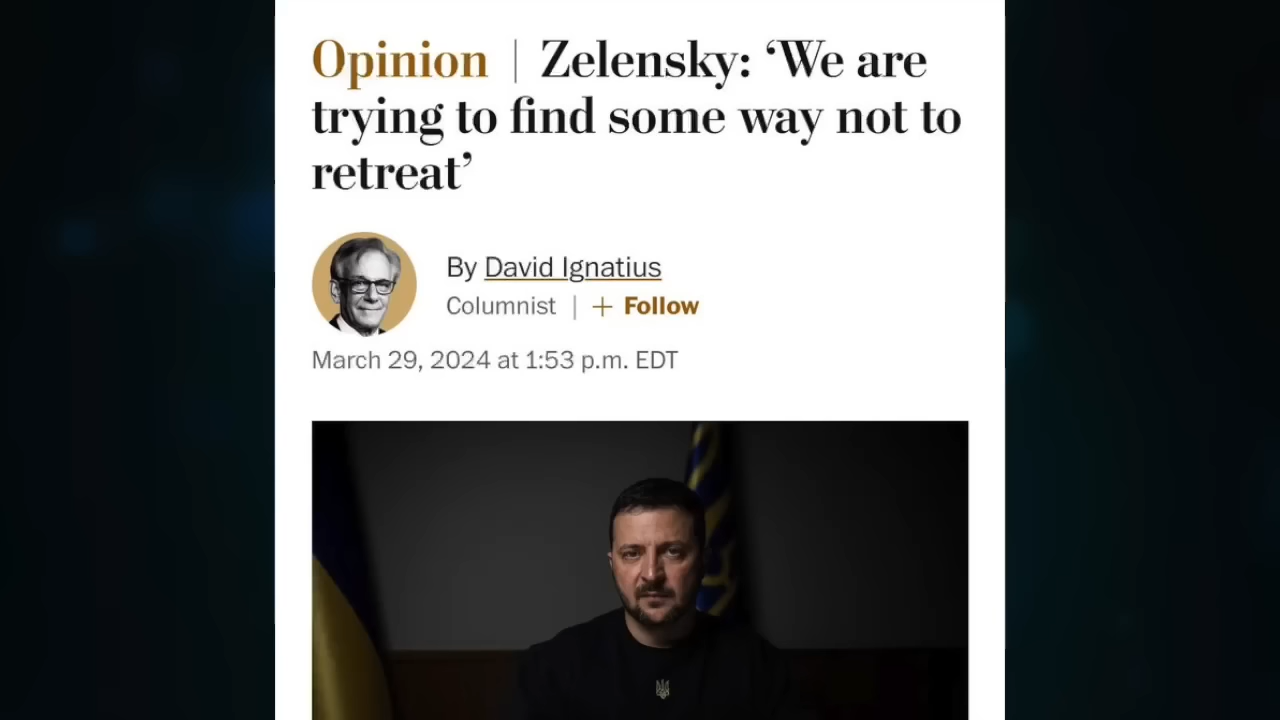 Opinion | Zelensky: ‘We are
trying to find some way not to
retreat’
By David Ignatius
Columnist | + Follow
March 29, 2024 at 1:53 p.m. EDT